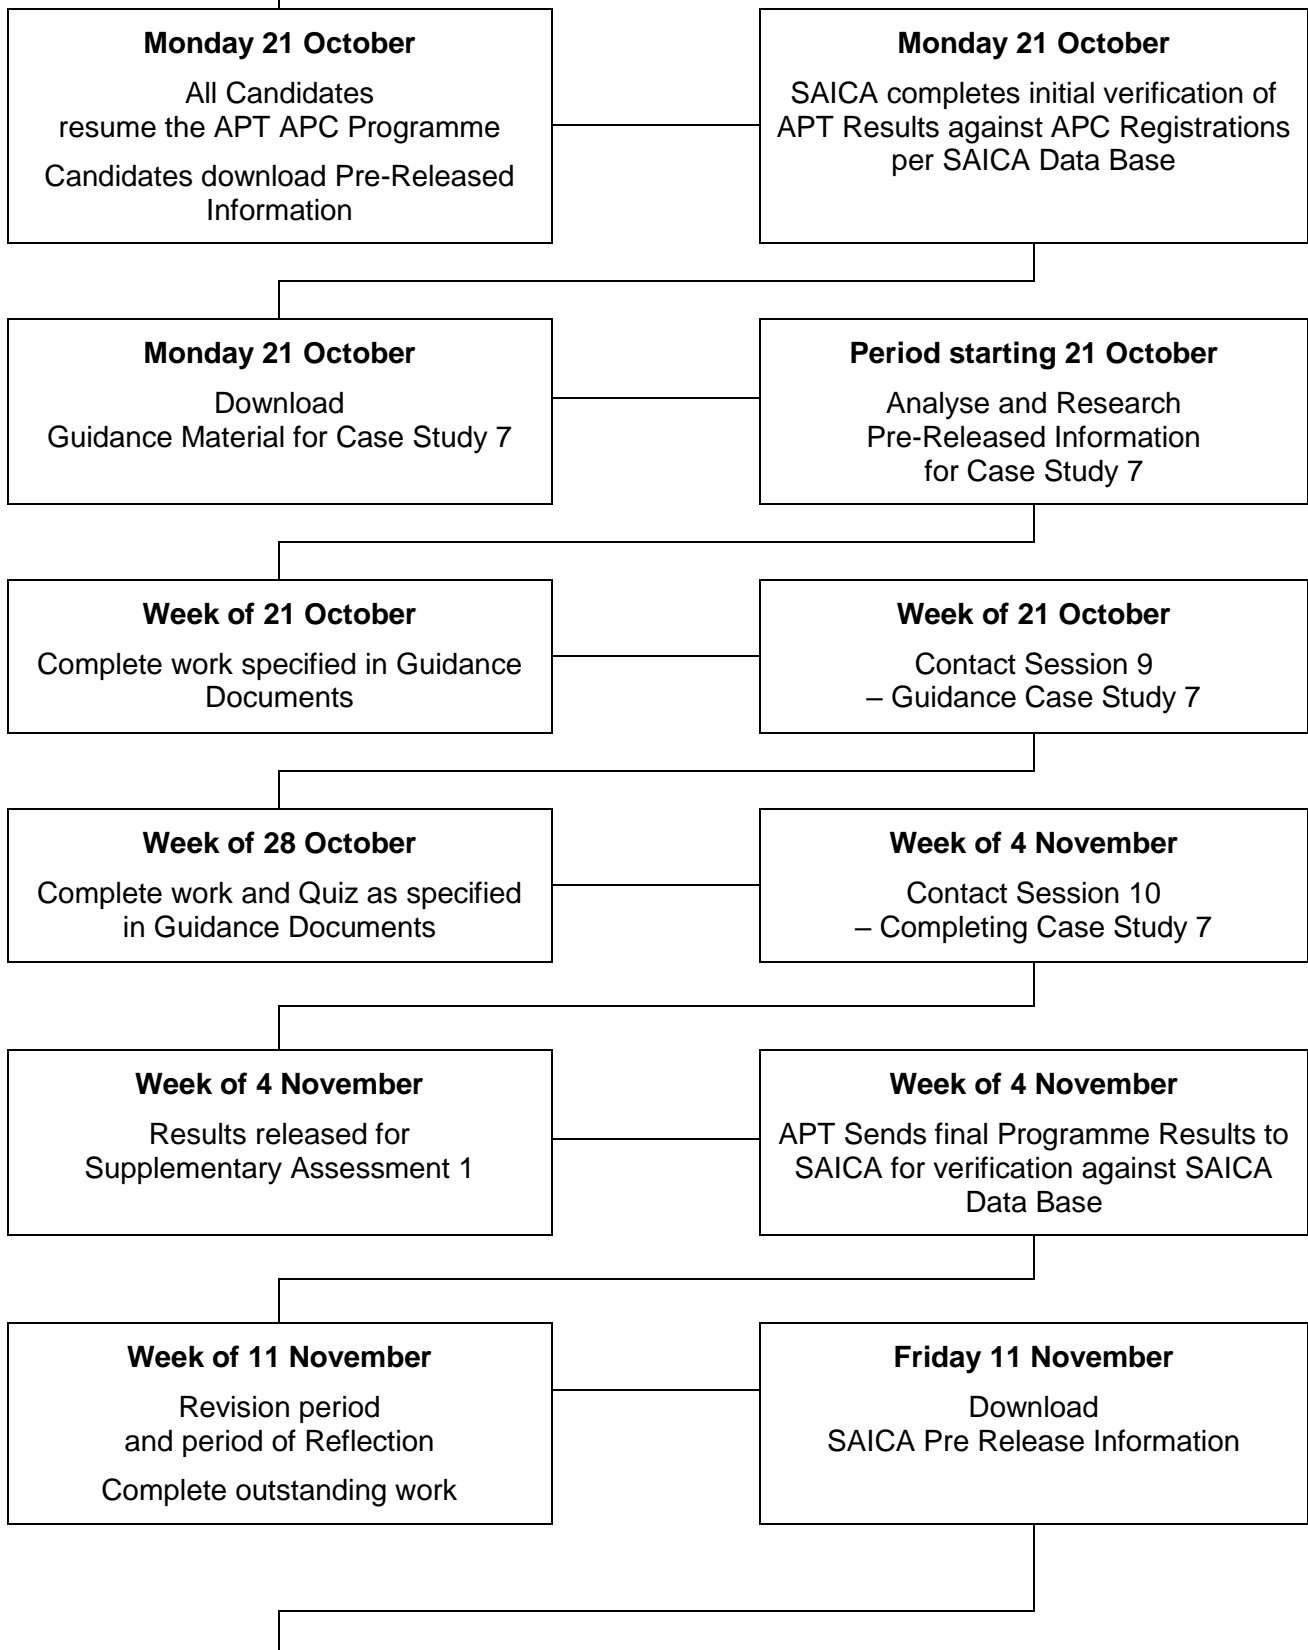 Monday 21 October
All Candidates
resume the APT APC Programme
Candidates download Pre-Released
Information
Monday 21 October
SAICA completes initial verification of
APT Results against APC Registrations
per SAICA Data Base
Monday 21 October
Download
Guidance Material for Case Study 7
Period starting 21 October
Analyse and Research
Pre-Released Information
for Case Study 7
Week of 21 October
Complete work specified in Guidance
Documents
Week of 21 October
Contact Session 9
– Guidance Case Study 7
Week of 28 October
Complete work and Quiz as specified
in Guidance Documents
Week of 4 November
Contact Session 10
– Completing Case Study 7
Week of 4 November
Results released for
Supplementary Assessment 1
Week of 4 November
APT Sends final Programme Results to
SAICA for verification against SAICA
Data Base
Week of 11 November
Revision period
and period of Reflection
Complete outstanding work
Friday 11 November
Download
SAICA Pre Release Information